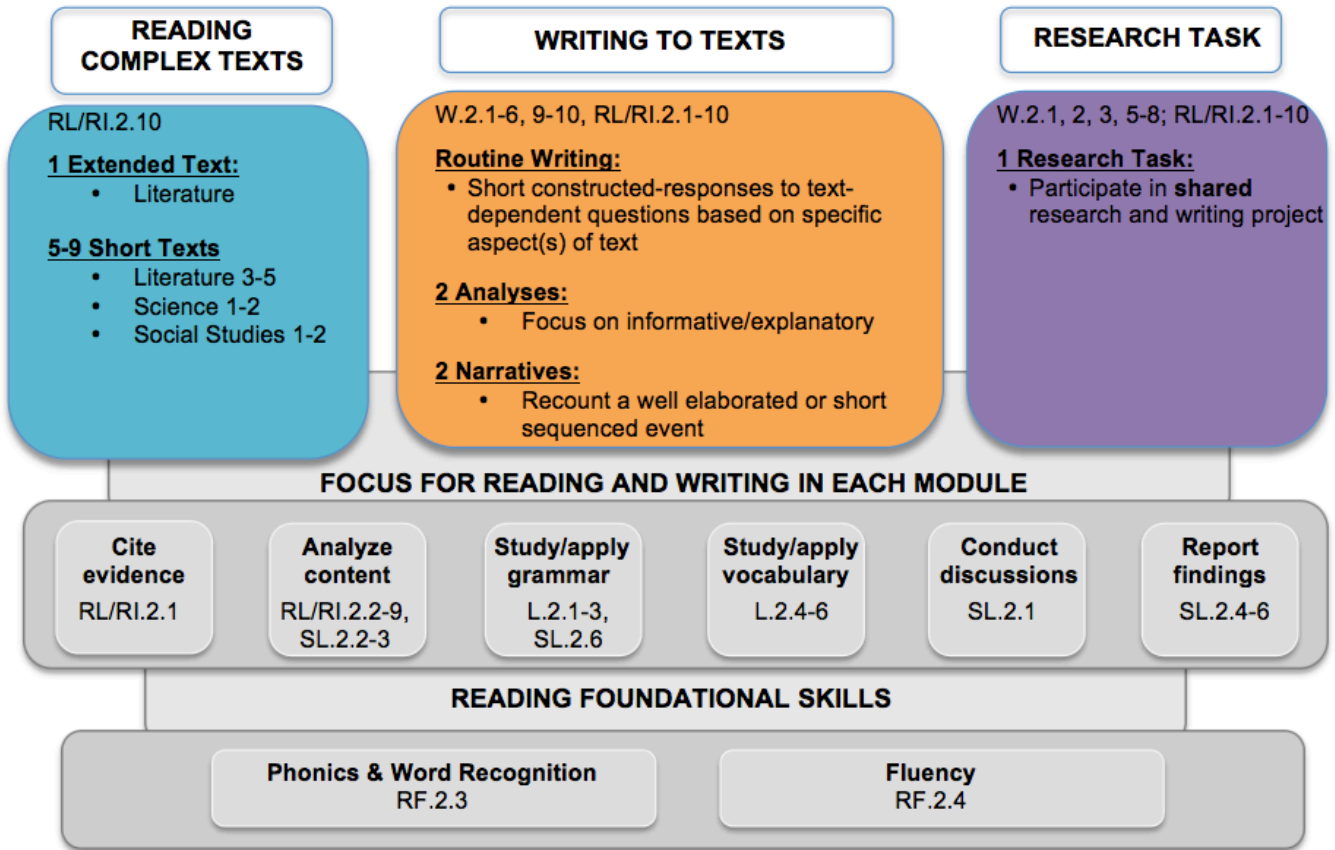 READING
COMPLEX TEXTS
WRITING TO TEXTS
RESEARCH TASK
RL/RI.2.10
1 Extended Text:
• Literature
5-9 Short Texts
• Literature 3-5
• Science 1-2
• Social Studies 1-2
W.2.1-6, 9-10, RL/RI.2.1-10
Routine Writing:
• Short constructed-responses to text-
dependent questions based on specific
aspect(s) of text
2 Analyses:
• Focus on informative/explanatory
2 Narratives:
• Recount a well elaborated or short
sequenced event
W.2.1, 2, 3, 5-8; RL/RI.2.1-10
1 Research Task:
• Participate in shared
research and writing project
FOCUS FOR READING AND WRITING IN EACH MODULE
Cite
evidence
RL/RI.2.1
Analyze
content
RL/RI.2.2-9,
SL.2.2-3
Study/apply
grammar
L.2.1-3,
SL.2.6
Study/apply
vocabulary
L.2.4-6
Conduct
discussions
SL.2.1
Report
findings
SL.2.4-6
READING FOUNDATIONAL SKILLS
Phonics & Word Recognition
RF.2.3
Fluency
RF.2.4